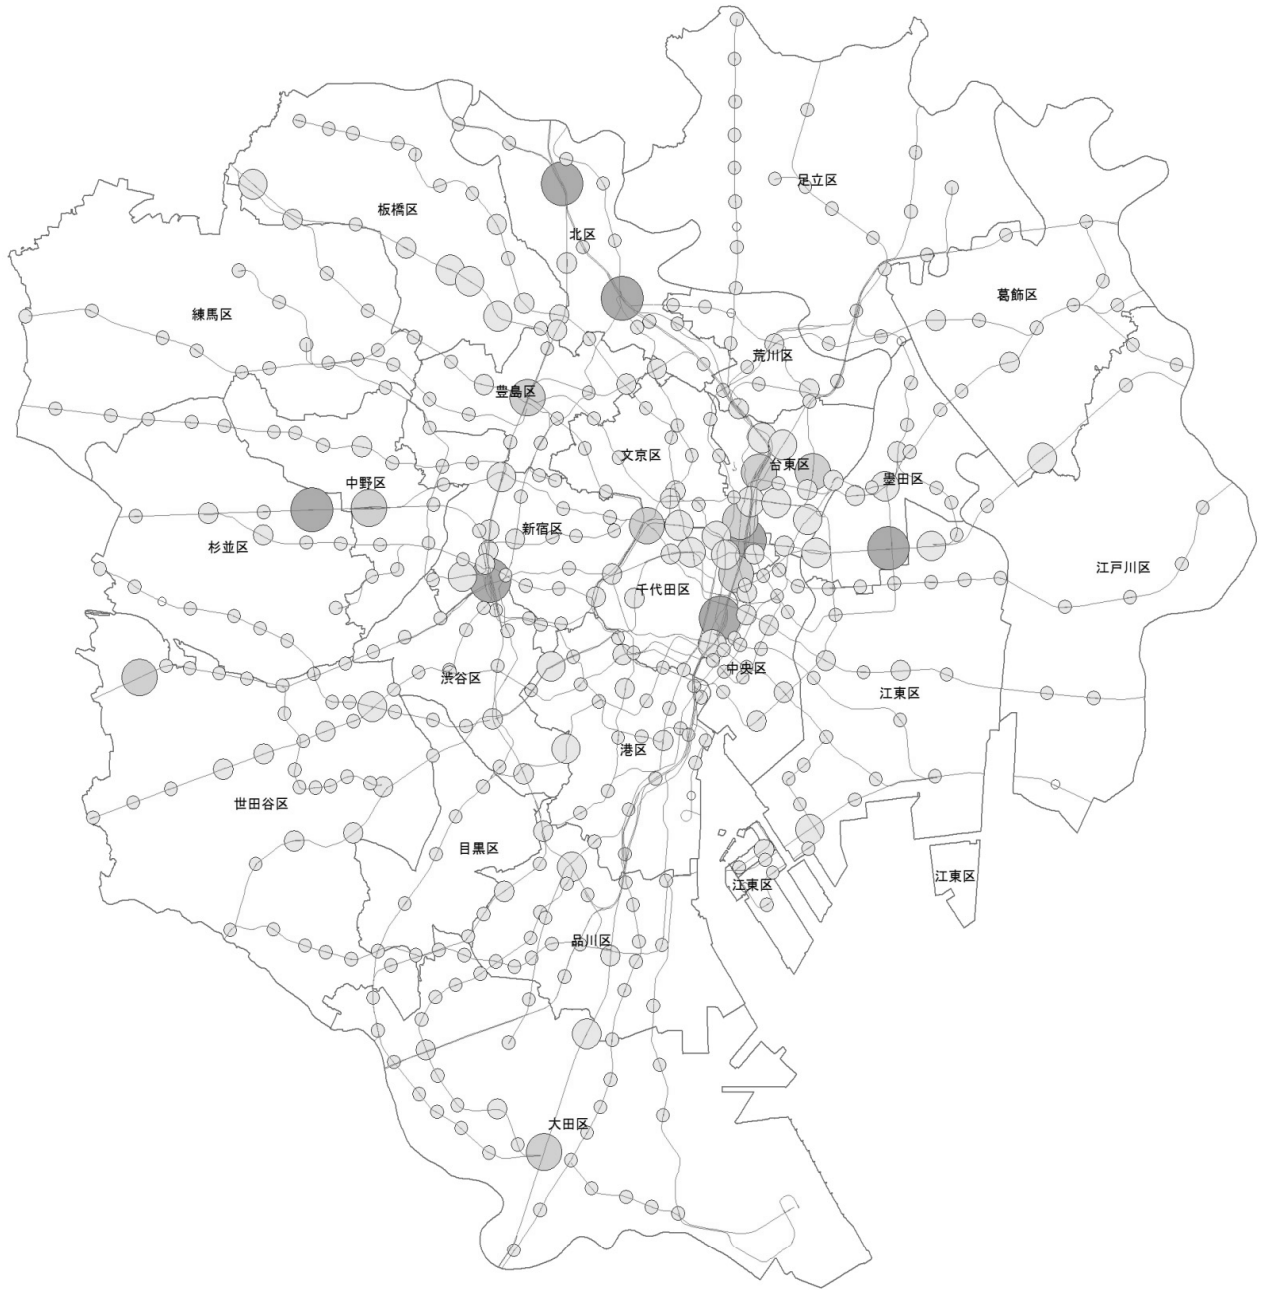 足立区
板橋区
北区
葛飾区
練馬区
荒川区
豊島区
文京区
台東区
墨田区
中野区
新宿区
杉並区
江戸川区
千代田区
中央区
渋谷区
江東区
港区
世田谷区
目黒区
江東区
江東区
品川区
大田区